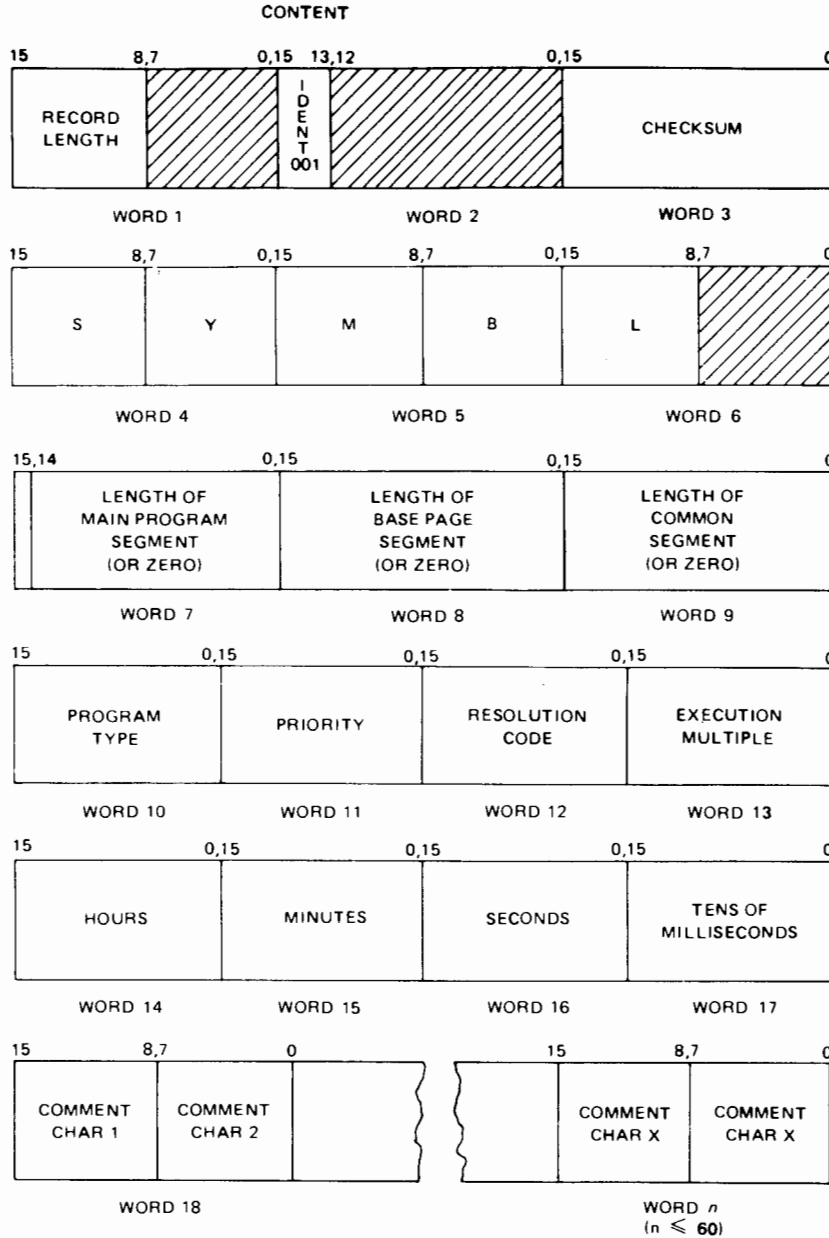 CONTENT
15 8,7 0,15 13,12 0,15 0
RECORD LENGTH IDENT 001 CHECKSUM
WORD 1 WORD 2 WORD 3
15 8,7 0,15 8,7 0,15 8,7 0
S Y M B L
WORD 4 WORD 5 WORD 6
15,14 0,15 0,15 0
LENGTH OF LENGTH OF LENGTH OF
MAIN PROGRAM BASE PAGE COMMON
SEGMENT SEGMENT SEGMENT
(OR ZERO) (OR ZERO) (OR ZERO)
WORD 7 WORD 8 WORD 9
15 0,15 0,15 0,15 0
PROGRAM PRIORITY RESOLUTION EXECUTION
TYPE CODE MULTIPLE
WORD 10 WORD 11 WORD 12 WORD 13
15 0,15 0,15 0,15 0
HOURS MINUTES SECONDS TENS OF
MILLISECONDS
WORD 14 WORD 15 WORD 16 WORD 17
15 8,7 0 15 8,7 0
COMMENT COMMENT COMMENT COMMENT
CHAR 1 CHAR 2 CHAR X CHAR X
WORD 18 WORD n
(n ≤ 60)